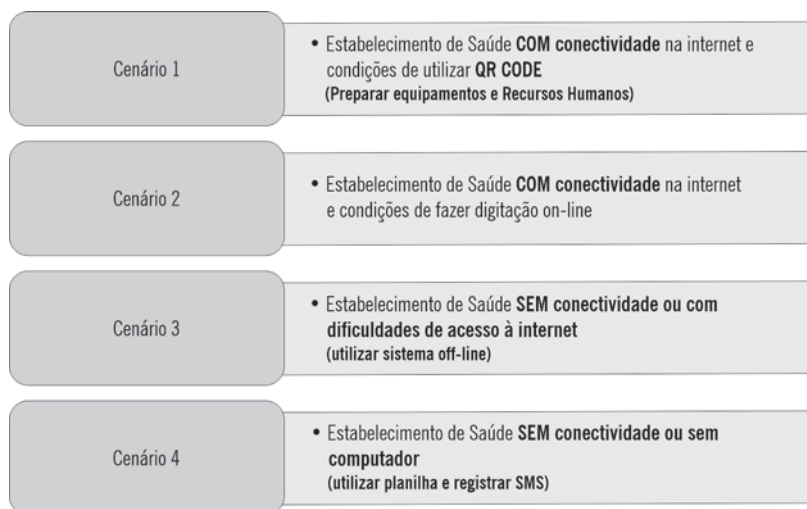 Cenário 1
• Estabelecimento de Saúde COM conectividade na internet e
condições de utilizar QR CODE
(Preparar equipamentos e Recursos Humanos)
Cenário 2
• Estabelecimento de Saúde COM conectividade na internet
e condições de fazer digitação on-line
Cenário 3
• Estabelecimento de Saúde SEM conectividade ou com
dificuldades de acesso à internet
(utilizar sistema off-line)
Cenário 4
• Estabelecimento de Saúde SEM conectividade ou sem
computador
(utilizar planilha e registrar SMS)